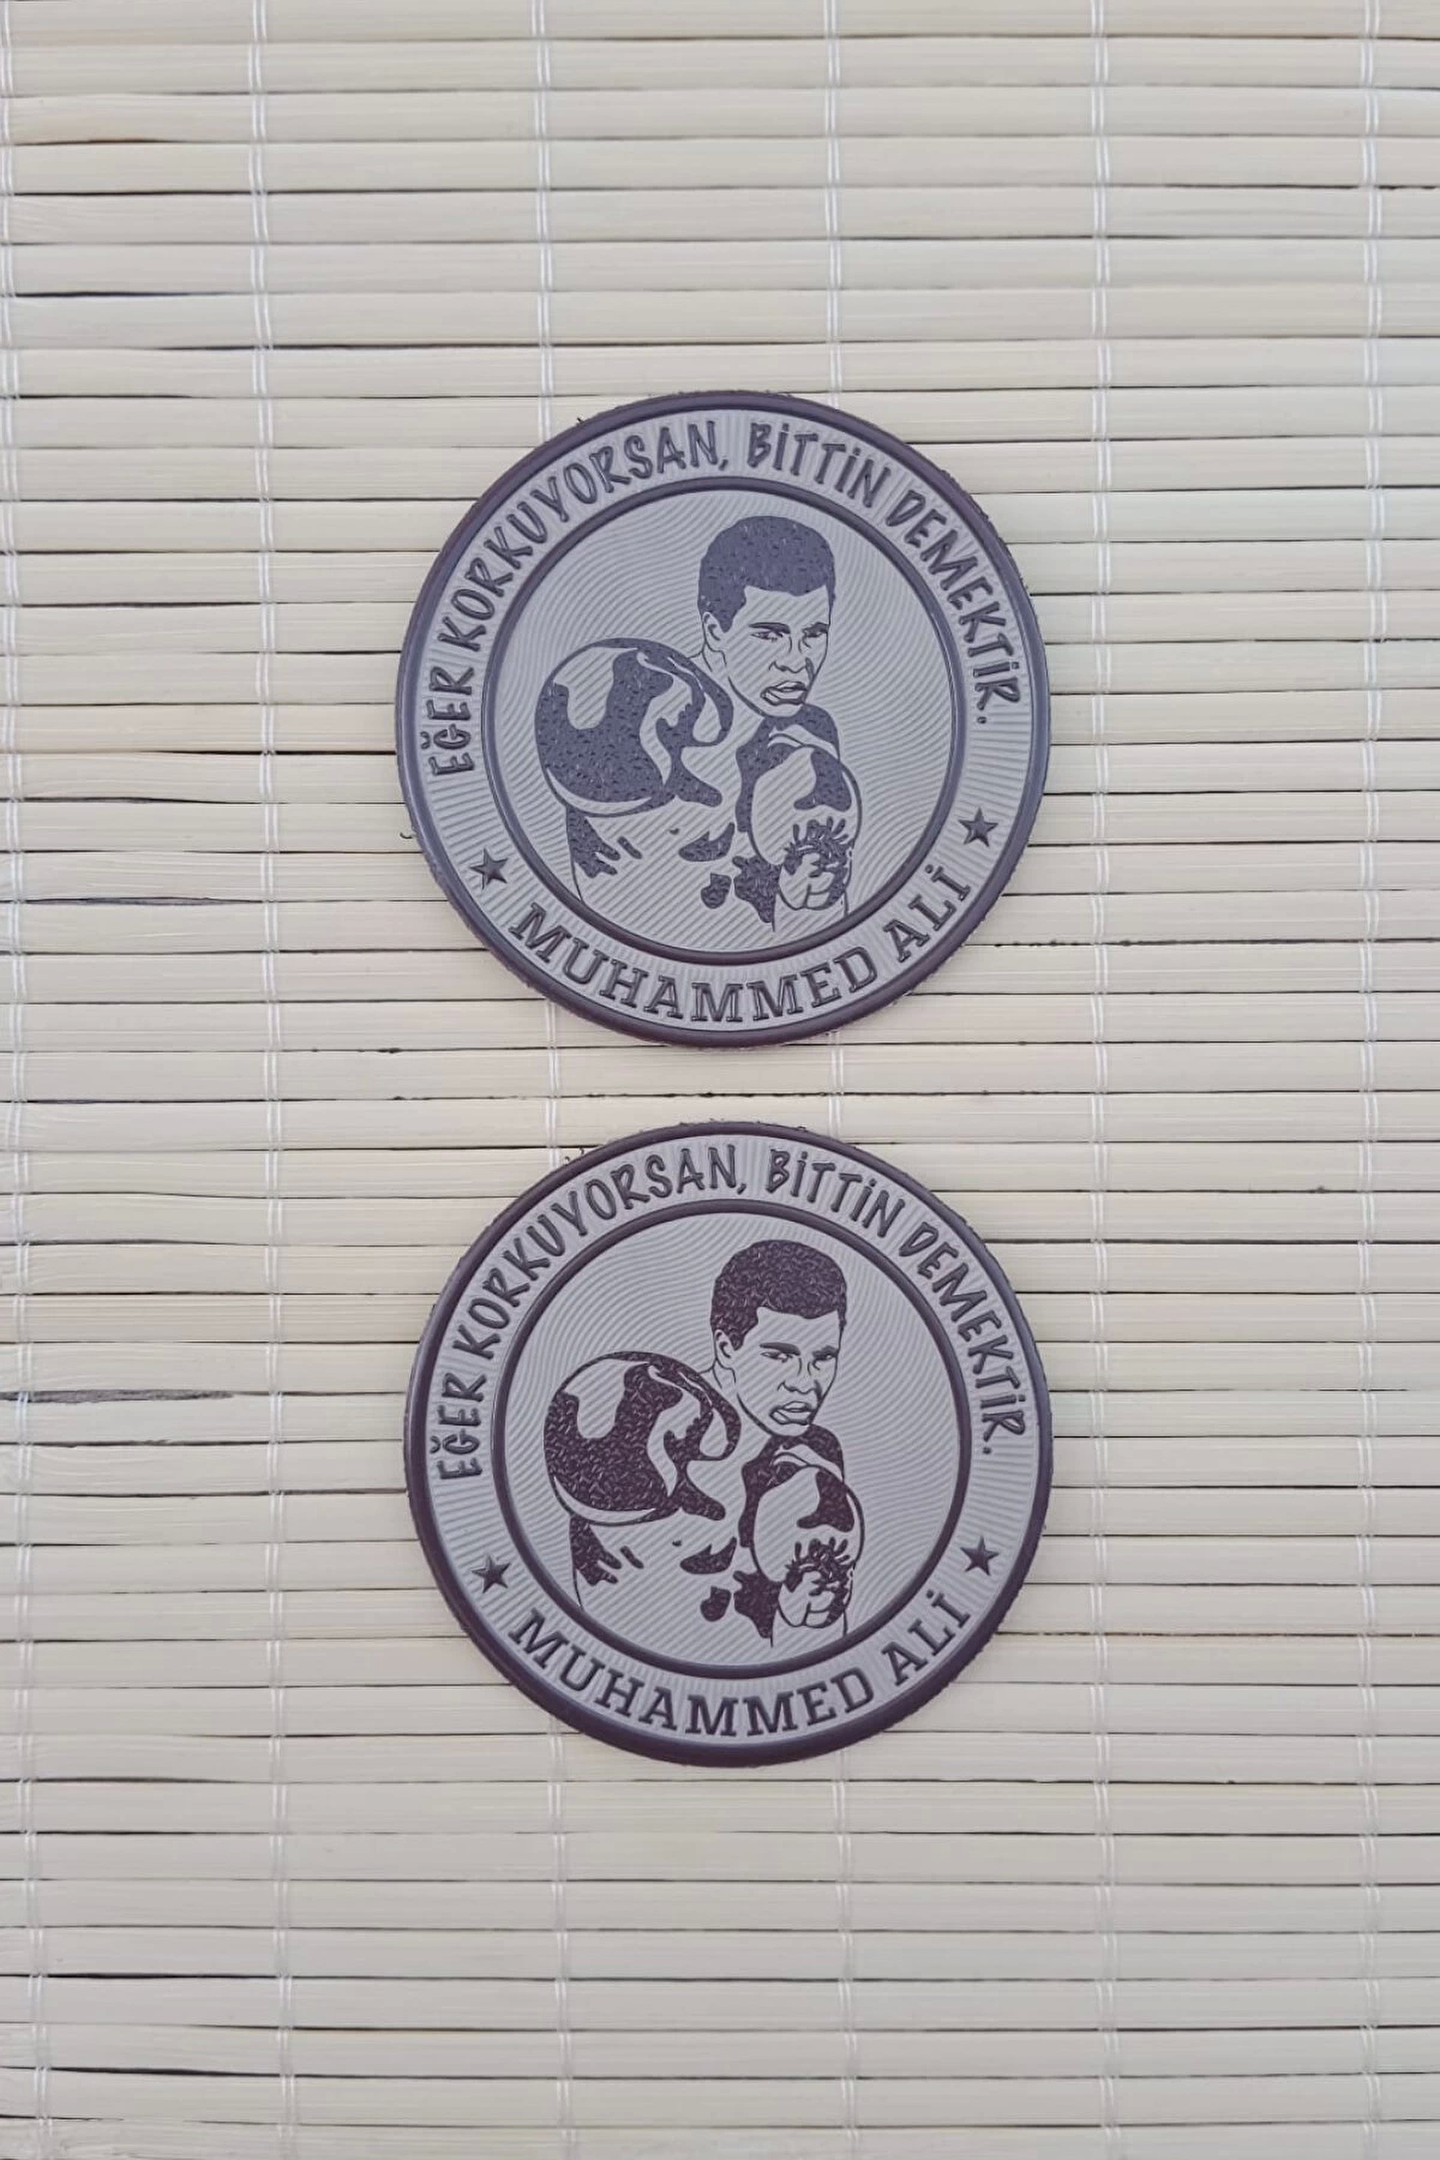 EĞER KORKUYORSAN, BİTTİN DEMEKTİR.
MUHAMMED ALİ
EĞER KORKUYORSAN, BİTTİN DEMEKTİR.
MUHAMMED ALİ